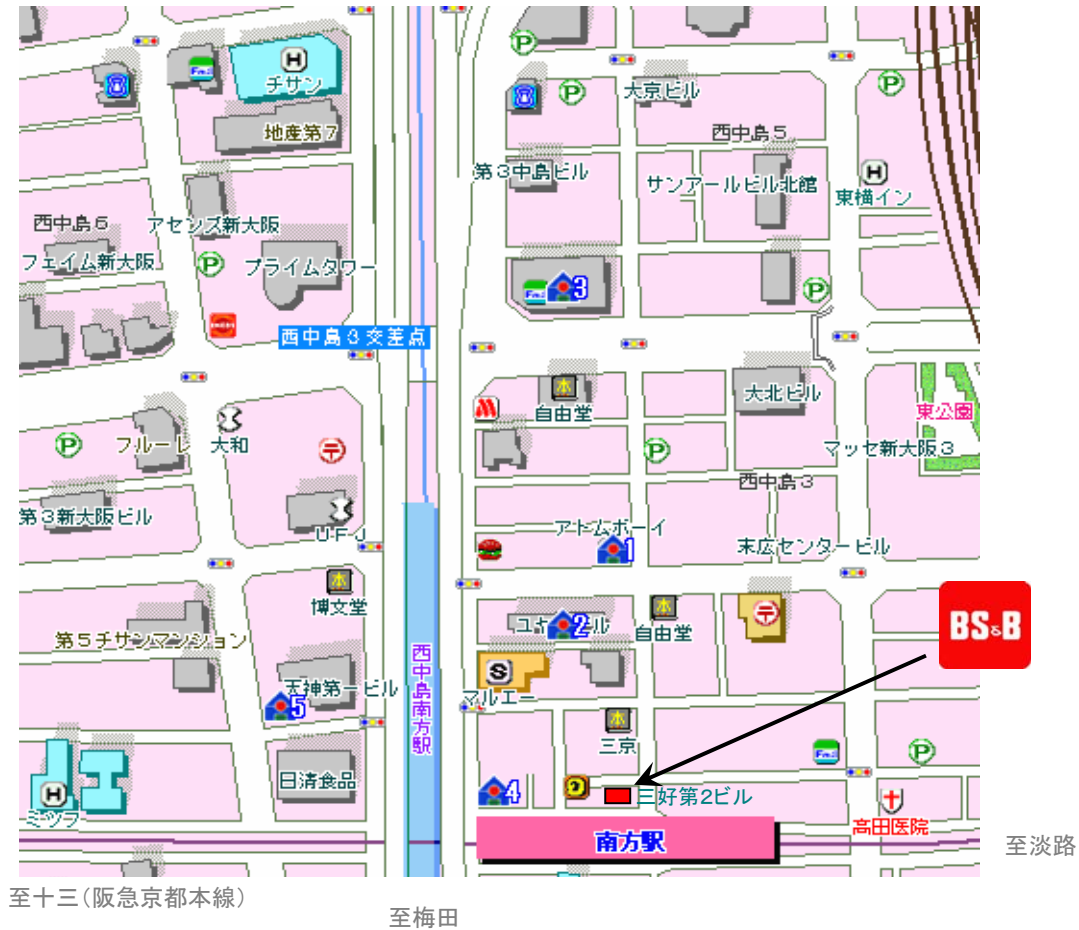 H
チサン
地産第7
P
P
大京ビル
P
西中島5
第3中島ビル
サンアールビル北館
H
東横イン
西中島6
アセンズ新大阪
フェイム新大阪
P
プライムタワー
3
P
西中島3交差点
自由堂
大北ビル
東公園
P
フルーレ
大和
〒
P
マッセ新大阪3
西中島3
第3新大阪ビル
UFJ
アトムボーイ
1
末広センタービル
博文堂
2
自由堂
〒
BS&B
第5チサンマンション
西中島南方駅
S
マルエー
天神第一ビル
5
三京
日清食品
4
三好第2ビル
P
H
ミツラ
南方駅
高田医院
至淡路
至十三(阪急京都本線)
至梅田